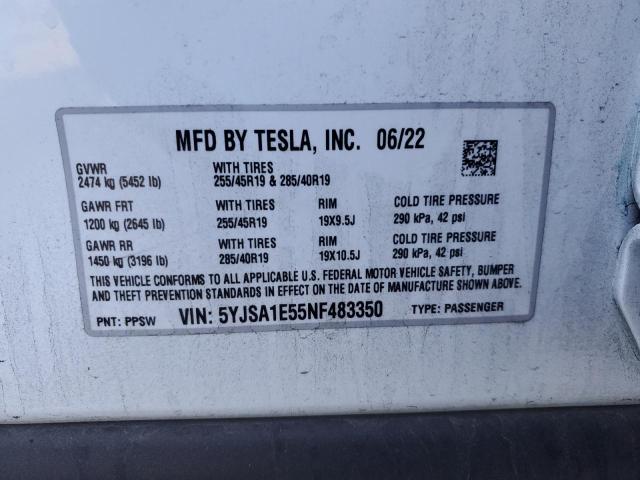 MFD BY TESLA, INC. 06/22
GVWR WITH TIRES
2474 kg (5452 lb) 255/45R19 & 285/40R19
GAWR FRT WITH TIRES RIM COLD TIRE PRESSURE
1200 kg (2645 lb) 255/45R19 19X9.5J 290 kPa, 42 psi
GAWR RR WITH TIRES RIM COLD TIRE PRESSURE
1450 kg (3196 lb) 285/40R19 19X10.5J 290 kPa, 42 psi
THIS VEHICLE CONFORMS TO ALL APPLICABLE U.S. FEDERAL MOTOR VEHICLE SAFETY, BUMPER
AND THEFT PREVENTION STANDARDS IN EFFECT ON THE DATE OF MANUFACTURE SHOWN ABOVE.
PNT: PPSW VIN: 5YJSA1E55NF483350 TYPE: PASSENGER